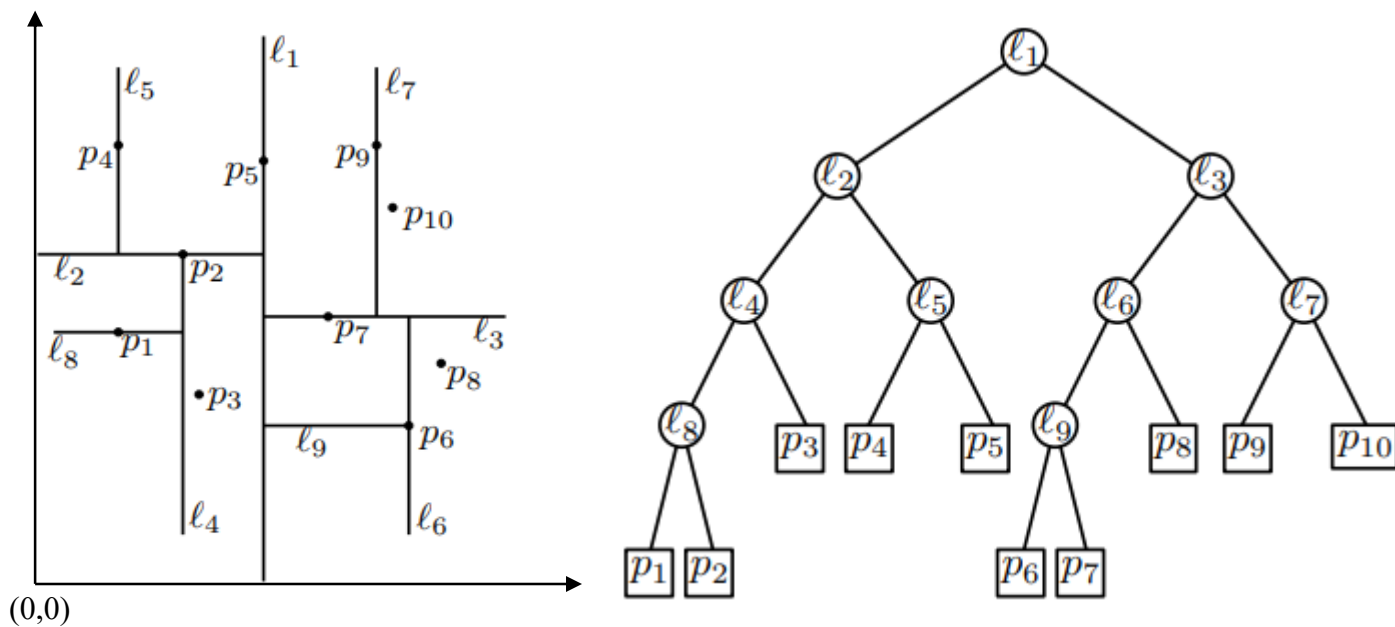 ℓ₁
ℓ₅
ℓ₇
p₄
p₉
p₅
p₁₀
ℓ₂
p₂
p₇
ℓ₃
ℓ₈
p₁
p₈
p₃
ℓ₉
p₆
ℓ₄
ℓ₆
(0,0)
ℓ₁
ℓ₂ ℓ₃
ℓ₄ ℓ₅ ℓ₆ ℓ₇
ℓ₈ p₃ p₄ p₅ ℓ₉ p₈ p₉ p₁₀
p₁ p₂ p₆ p₇